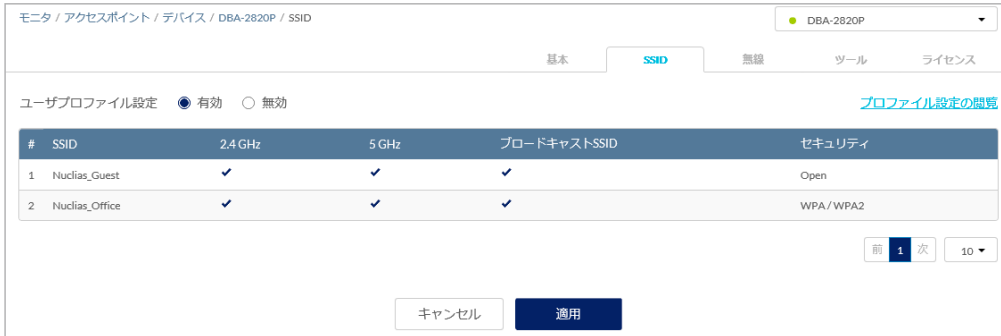 モニタ / アクセスポイント / デバイス / DBA-2820P / SSID
DBA-2820P
基本 SSID 無線 ツール ライセンス
ユーザプロファイル設定 有効 無効 プロファイル設定の閲覧
# SSID 2.4 GHz 5 GHz ブロードキャストSSID セキュリティ
1 Nuclias_Guest ✔ ✔ ✔ Open
2 Nuclias_Office ✔ ✔ ✔ WPA / WPA2
前 1 次 10
キャンセル 適用